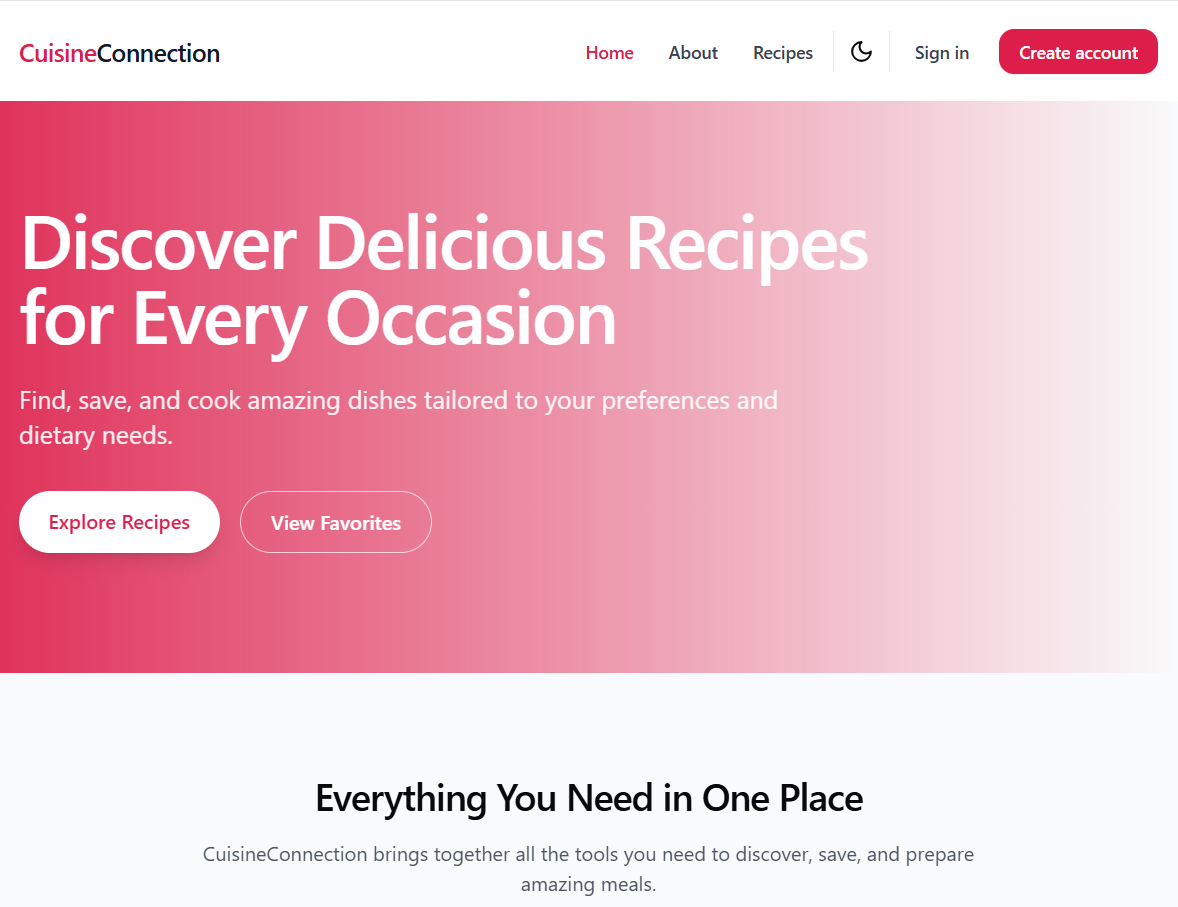 CuisineConnection
Home
About
Recipes
Sign in
Create account
Discover Delicious Recipes
for Every Occasion
Find, save, and cook amazing dishes tailored to your preferences and
dietary needs.
Explore Recipes
View Favorites
Everything You Need in One Place
CuisineConnection brings together all the tools you need to discover, save, and prepare
amazing meals.